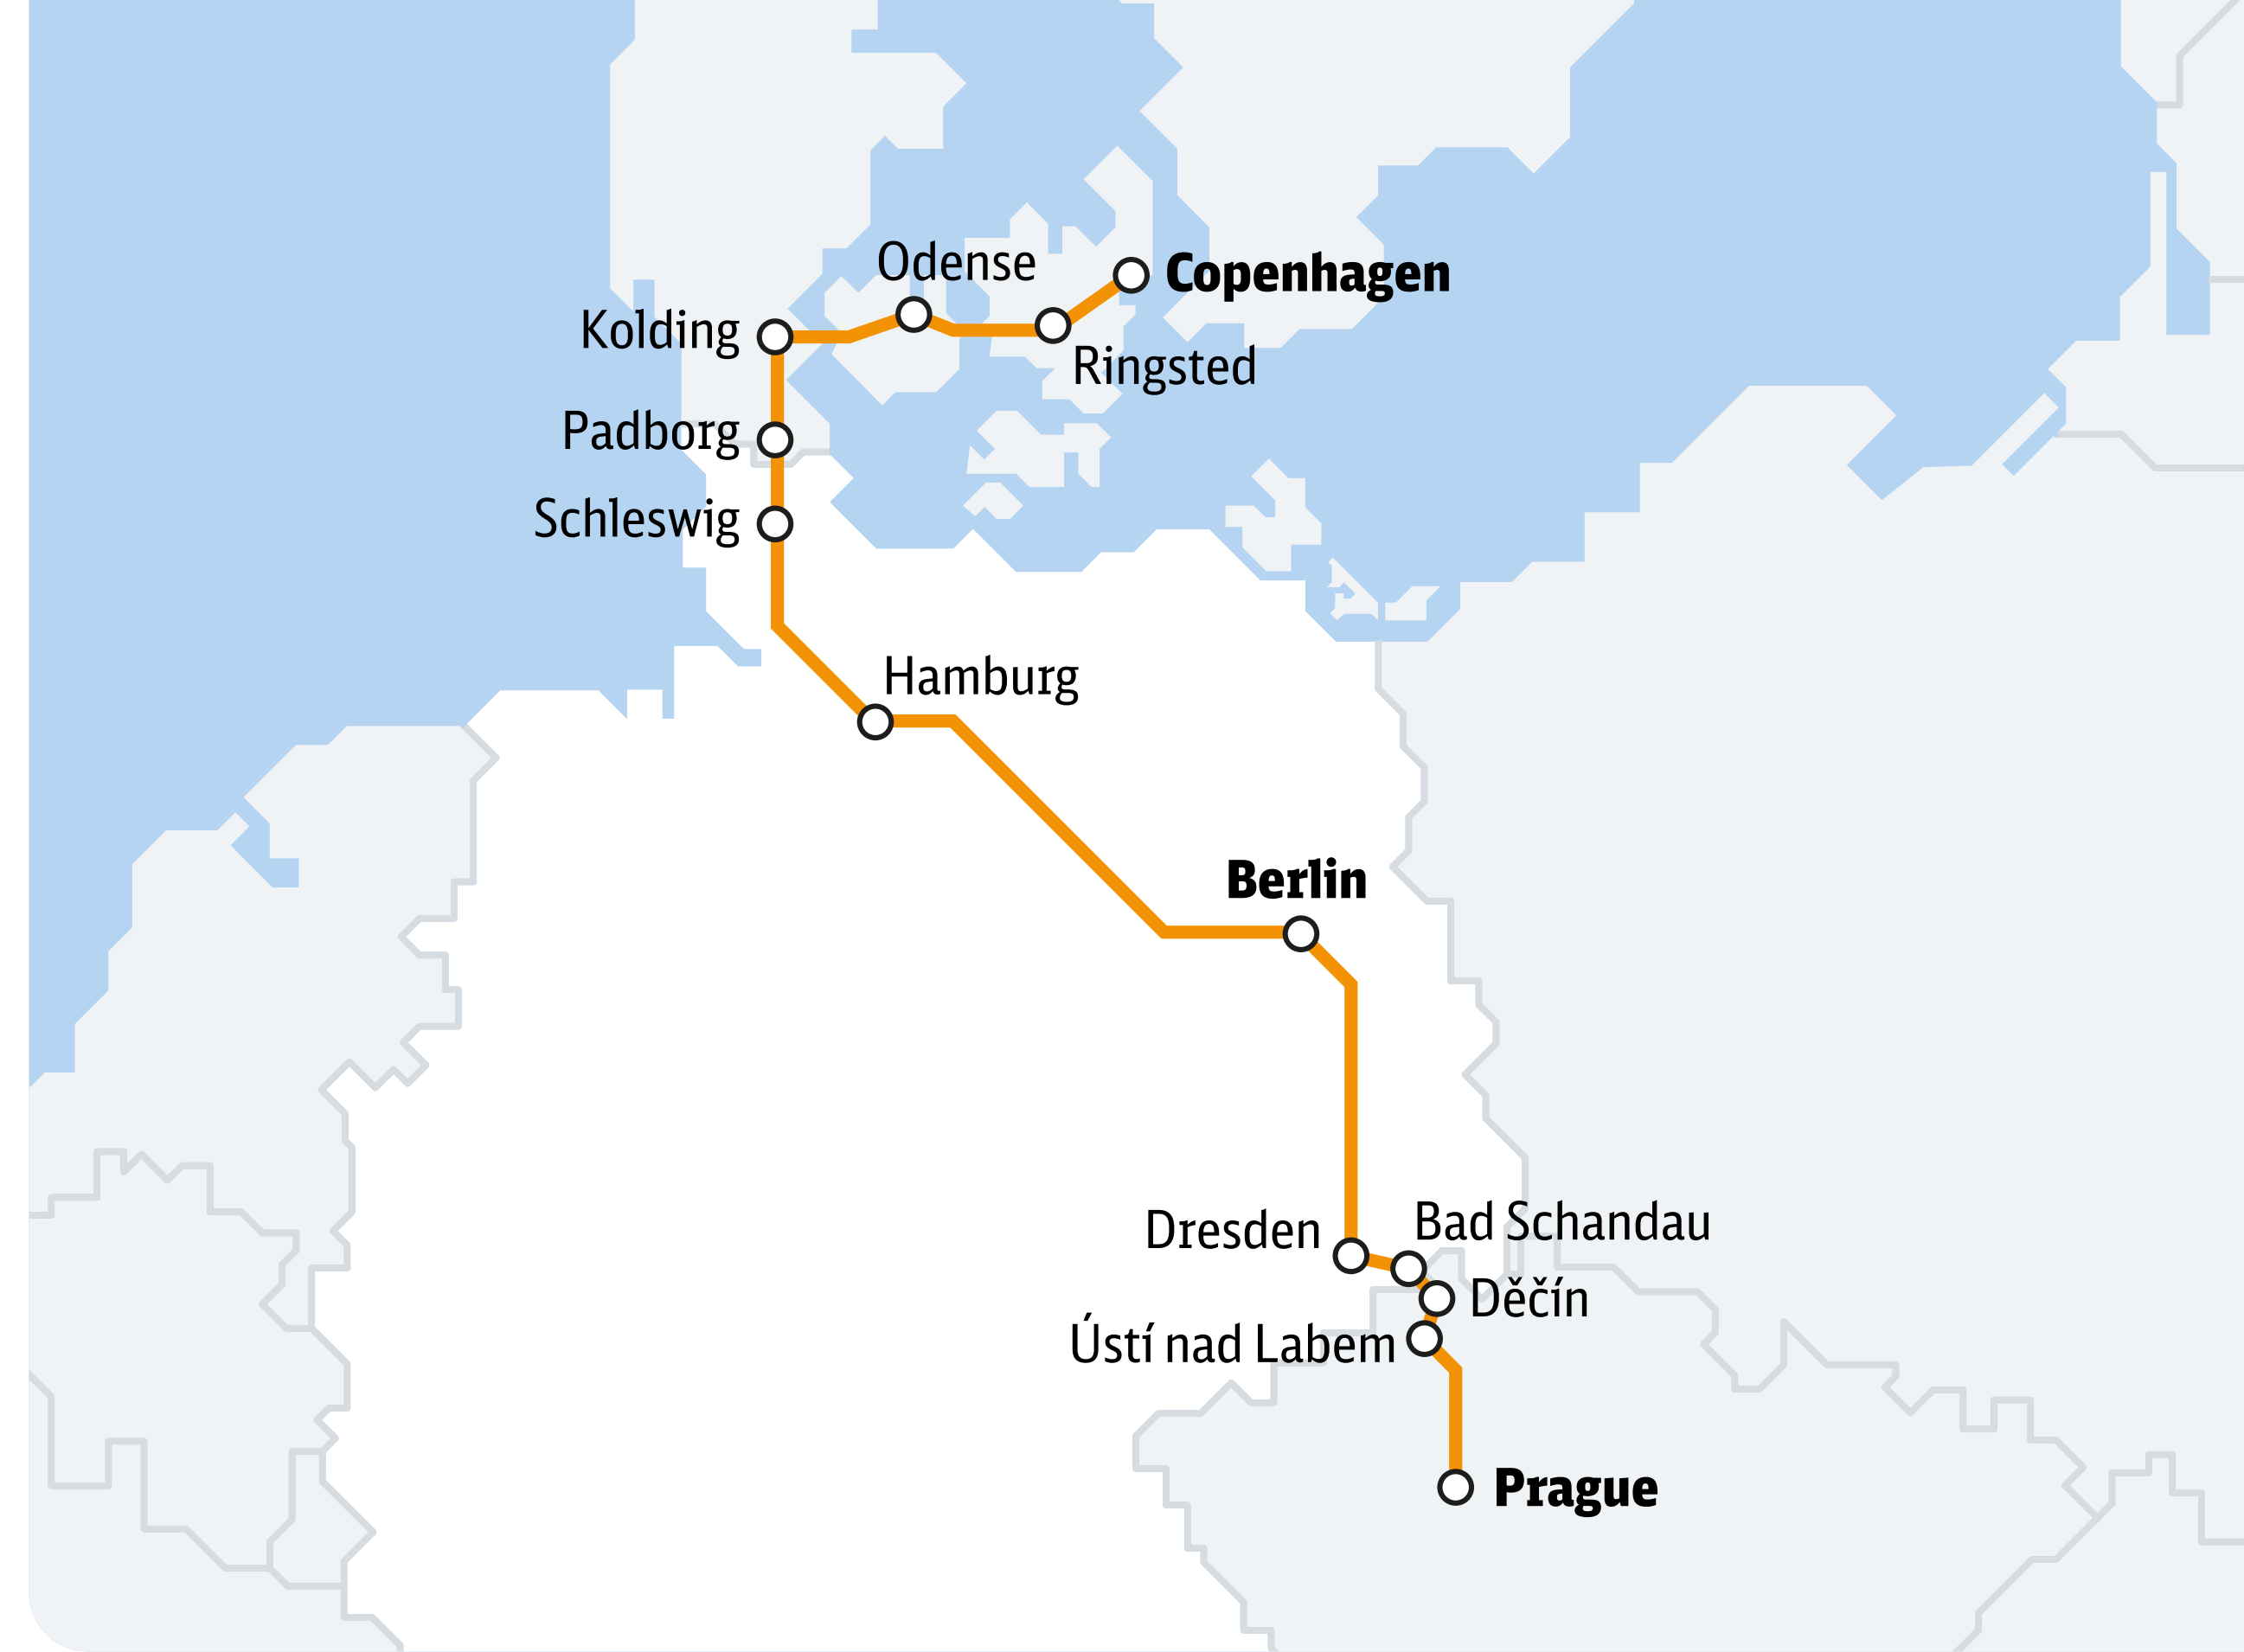 Odense
Copenhagen
Kolding
Ringsted
Padborg
Schleswig
Hamburg
Berlin
Dresden
Bad Schandau
Děčín
Ústí nad Labem
Prague